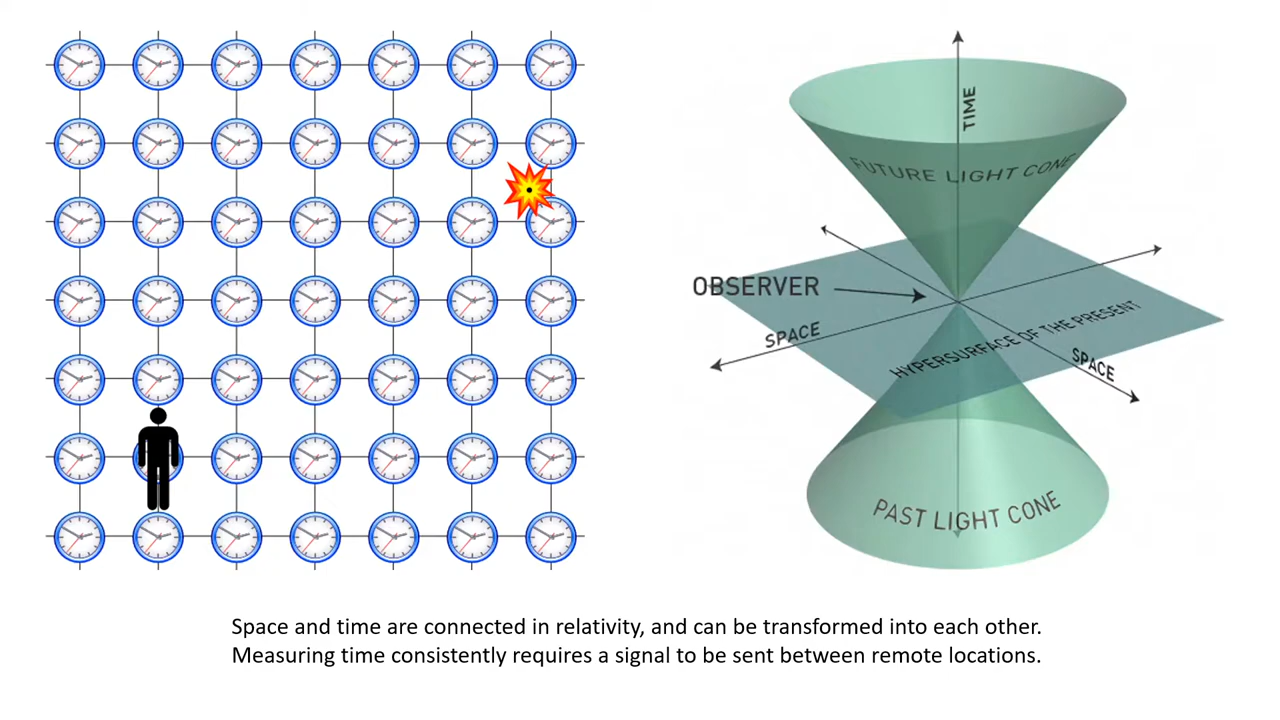 TIME
FUTURE LIGHT CONE
OBSERVER
SPACE
HYPERSURFACE OF THE PRESENT
SPACE
PAST LIGHT CONE
Space and time are connected in relativity, and can be transformed into each other.
Measuring time consistently requires a signal to be sent between remote locations.